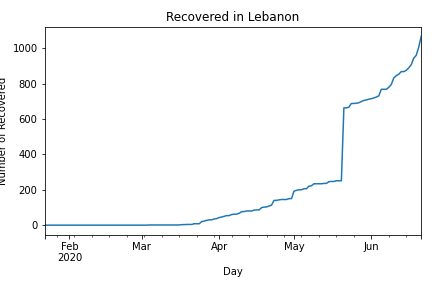 Recovered in Lebanon
Number of Recovered
1000
800
600
400
200
0
Feb
2020
Mar
Apr
May
Jun
Day